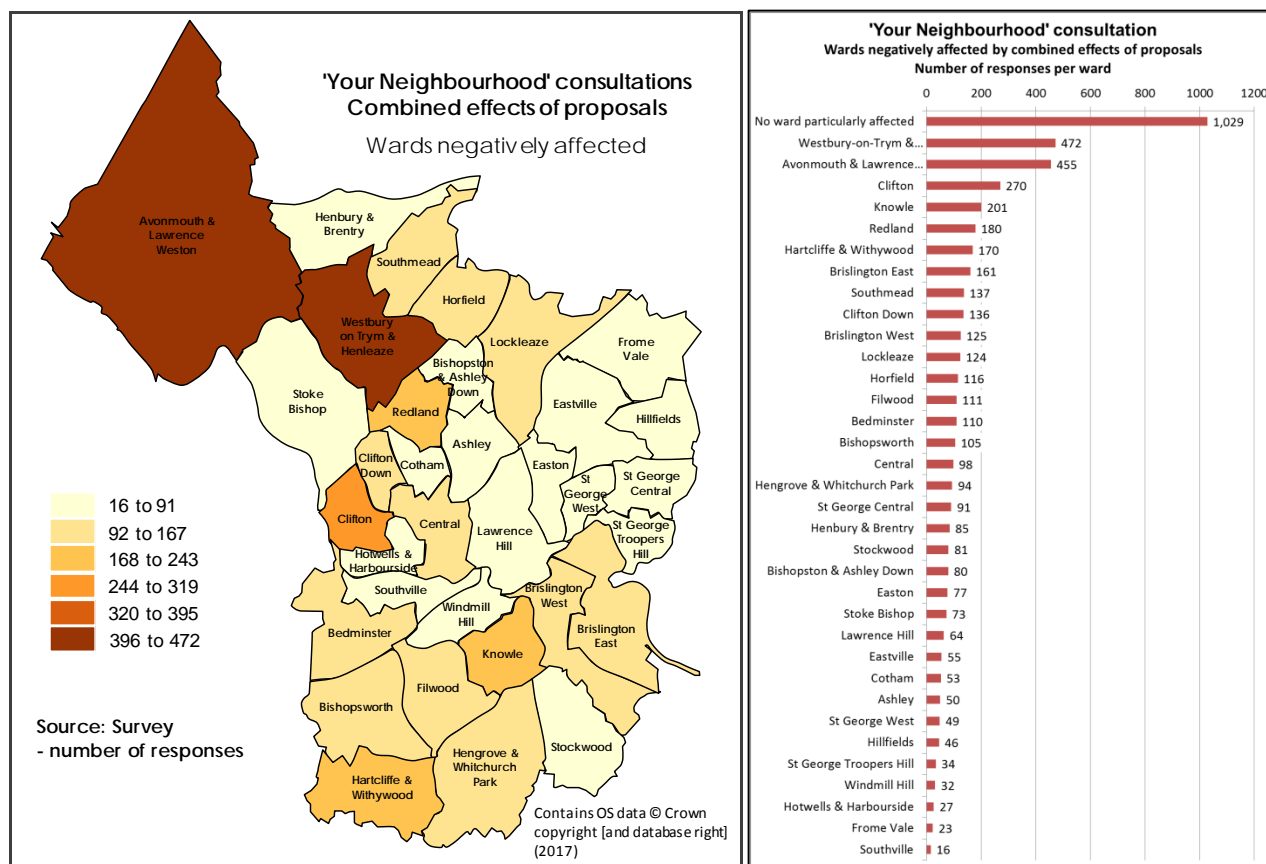 'Your Neighbourhood' consultations
Combined effects of proposals
Wards negatively affected
Avonmouth &
Lawrence
Weston
Henbury &
Brentry
Southmead
Horfield
Westbury
on Trym &
Henleaze
Lockleaze
Frome
Vale
Bishopston
& Ashley
Down
Stoke
Bishop
Redland
Eastville
Hillfields
Ashley
Clifton
Down
Cotham
Easton
St
George
West
St George
Central
Clifton
Central
Lawrence
Hill
St George
Troopers
Hill
Hotwells &
Harbourside
Southville
Windmill
Hill
Brislington
West
Bedminster
Brislington
East
Knowle
Filwood
Bishopsworth
Stockwood
Hengrove &
Whitchurch
Park
Hartcliffe &
Withywood
16 to 91
92 to 167
168 to 243
244 to 319
320 to 395
396 to 472
Source: Survey
- number of responses
Contains OS data © Crown
copyright [and database right]
(2017)
'Your Neighbourhood' consultation
Wards negatively affected by combined effects of proposals
Number of responses per ward
0 200 400 600 800 1000 1200
No ward particularly affected 1,029
Westbury-on-Trym &... 472
Avonmouth & Lawrence... 455
Clifton 270
Knowle 201
Redland 180
Hartcliffe & Withywood 170
Brislington East 161
Southmead 137
Clifton Down 136
Brislington West 125
Lockleaze 124
Horfield 116
Filwood 111
Bedminster 110
Bishopsworth 105
Central 98
Hengrove & Whitchurch Park 94
St George Central 91
Henbury & Brentry 85
Stockwood 81
Bishopston & Ashley Down 80
Easton 77
Stoke Bishop 73
Lawrence Hill 64
Eastville 55
Cotham 53
Ashley 50
St George West 49
Hillfields 46
St George Troopers Hill 34
Windmill Hill 32
Hotwells & Harbourside 27
Frome Vale 23
Southville 16